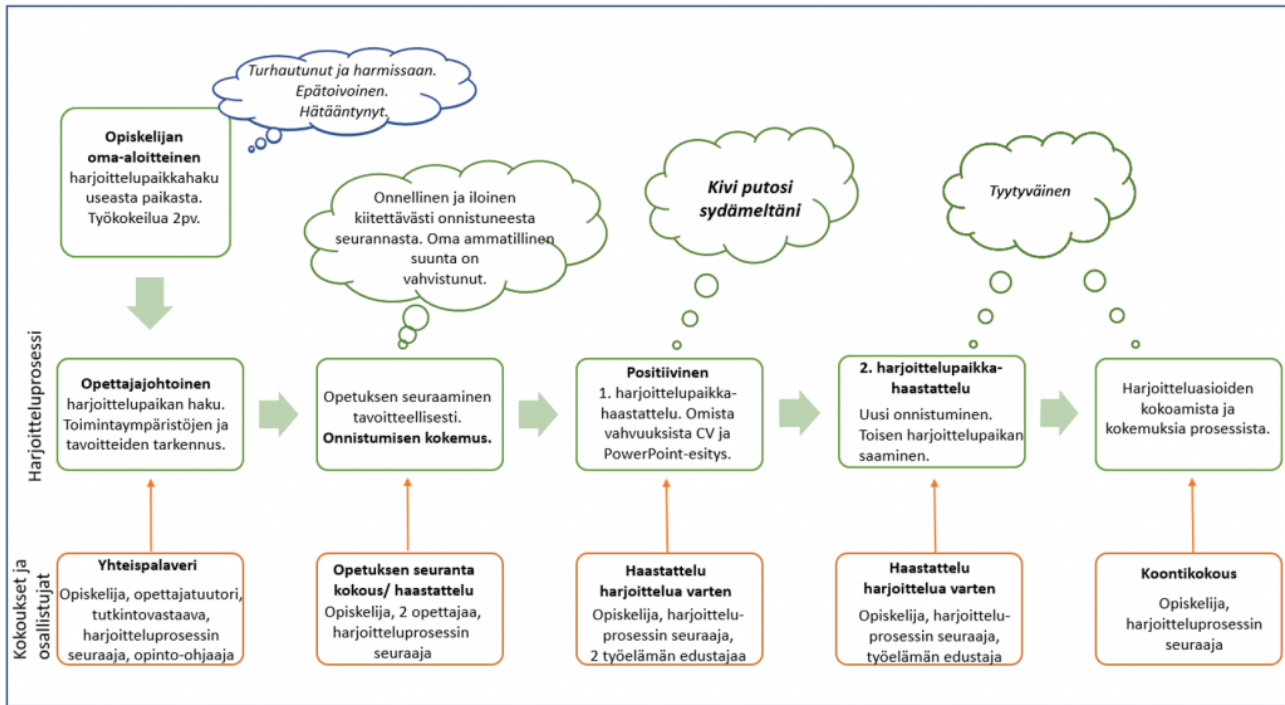 Turhautunut ja harmissaan.
Epätoivoinen.
Hätääntynyt.
Opiskelijan
oma-aloitteinen
harjoittelupaikkahaku
useasta paikasta.
Työkokeilua 2pv.
Onnellinen ja iloinen
kiitettävästi onnistuneesta
seurannasta. Oma ammatillinen
suunta on
vahvistunut.
Kivi putosi
sydämeltäni
Tyytyväinen
Harjoitteluprosessi
Opettajajohtoinen
harjoittelupaikan haku.
Toimintaympäristöjen ja
tavoitteiden tarkennus.
Opetuksen seuraaminen
tavoitteellisesti.
Onnistumisen kokemus.
Positiivinen
1. harjoittelupaikka-
haastattelu. Omista
vahvuuksista CV ja
PowerPoint-esitys.
2. harjoittelupaikka-
haastattelu
Uusi onnistuminen.
Toisen harjoittelupaikan
saaminen.
Harjoitteluasioiden
kokoamista ja
kokemuksia prosessista.
Kokoukset ja
osallistujat
Yhteispalaveri
Opiskelija, opettajatuutori,
tutkintovastaava,
harjoitteluprosessin
seuraaja, opinto-ohjaaja
Opetuksen seuranta
kokous/ haastattelu
Opiskelija, 2 opettajaa,
harjoitteluprosessin
seuraaja
Haastattelu
harjoittelua varten
Opiskelija, harjoittelu-
prosessin seuraaja,
2 työelämän edustajaa
Haastattelu
harjoittelua varten
Opiskelija, harjoittelu-
prosessin seuraaja,
työelämän edustaja
Koontikokous
Opiskelija,
harjoitteluprosessin
seuraaja